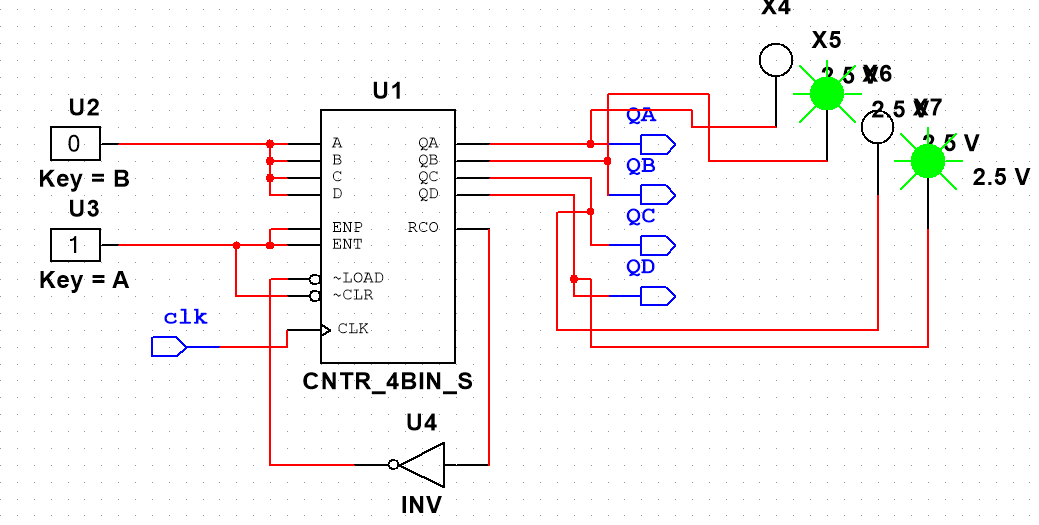 X4
X5
2.5 V
X6
2.5 V
X7
2.5 V
2.5 V
U2
0
Key = B
U3
1
Key = A
clk
U1
A
B
C
D
ENP
ENT
~LOAD
~CLR
CLK
QA
QB
QC
QD
RCO
CNTR_4BIN_S
QA
QB
QC
QD
U4
INV